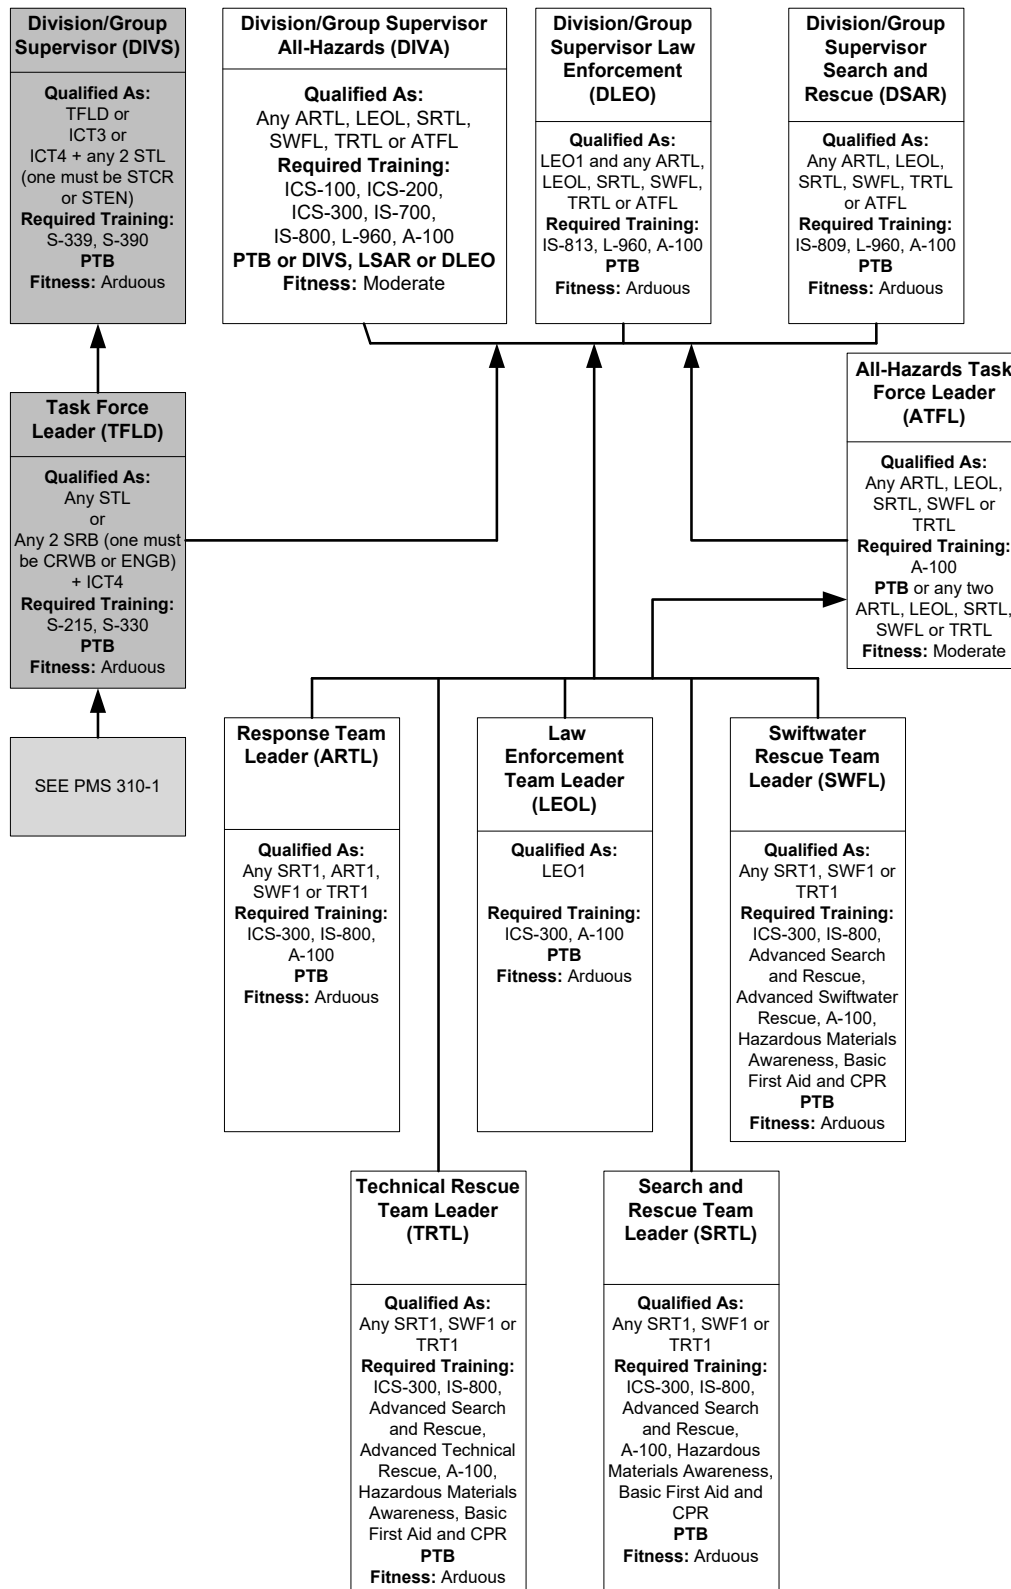 Division/Group
Supervisor (DIVS)
Qualified As:
TFLD or
ICT3 or
ICT4 + any 2 STL
(one must be STCR
or STEN)
Required Training:
S-339, S-390
PTB
Fitness: Arduous
Division/Group Supervisor
All-Hazards (DIVA)
Qualified As:
Any ARTL, LEOL, SRTL,
SWFL, TRTL or ATFL
Required Training:
ICS-100, ICS-200,
ICS-300, IS-700,
IS-800, L-960, A-100
PTB or DIVS, LSAR or DLEO
Fitness: Moderate
Division/Group
Supervisor Law
Enforcement
(DLEO)
Qualified As:
LEO1 and any ARTL,
LEOL, SRTL, SWFL,
TRTL or ATFL
Required Training:
IS-813, L-960, A-100
PTB
Fitness: Arduous
Division/Group
Supervisor
Search and
Rescue (DSAR)
Qualified As:
Any ARTL, LEOL,
SRTL, SWFL, TRTL
or ATFL
Required Training:
IS-809, L-960, A-100
PTB
Fitness: Arduous
All-Hazards Task
Force Leader
(ATFL)
Qualified As:
Any ARTL, LEOL,
SRTL, SWFL or
TRTL
Required Training:
A-100
PTB or any two
ARTL, LEOL, SRTL,
SWFL or TRTL
Fitness: Moderate
Task Force
Leader (TFLD)
Qualified As:
Any STL
or
Any 2 SRB (one must
be CRWB or ENGB)
+ ICT4
Required Training:
S-215, S-330
PTB
Fitness: Arduous
SEE PMS 310-1
Response Team
Leader (ARTL)
Qualified As:
Any SRT1, ART1,
SWF1 or TRT1
Required Training:
ICS-300, IS-800,
A-100
PTB
Fitness: Arduous
Law
Enforcement
Team Leader
(LEOL)
Qualified As:
LEO1
Required Training:
ICS-300, A-100
PTB
Fitness: Arduous
Swiftwater
Rescue Team
Leader (SWFL)
Qualified As:
Any SRT1, SWF1 or
TRT1
Required Training:
ICS-300, IS-800,
Advanced Search
and Rescue,
Advanced Swiftwater
Rescue, A-100,
Hazardous Materials
Awareness, Basic
First Aid and CPR
PTB
Fitness: Arduous
Technical Rescue
Team Leader
(TRTL)
Qualified As:
Any SRT1, SWF1 or
TRT1
Required Training:
ICS-300, IS-800,
Advanced Search
and Rescue,
Advanced Technical
Rescue, A-100,
Hazardous Materials
Awareness, Basic
First Aid and CPR
PTB
Fitness: Arduous
Search and
Rescue Team
Leader (SRTL)
Qualified As:
Any SRT1, SWF1 or
TRT1
Required Training:
ICS-300, IS-800,
Advanced Search
and Rescue,
A-100, Hazardous
Materials Awareness,
Basic First Aid and
CPR
PTB
Fitness: Arduous